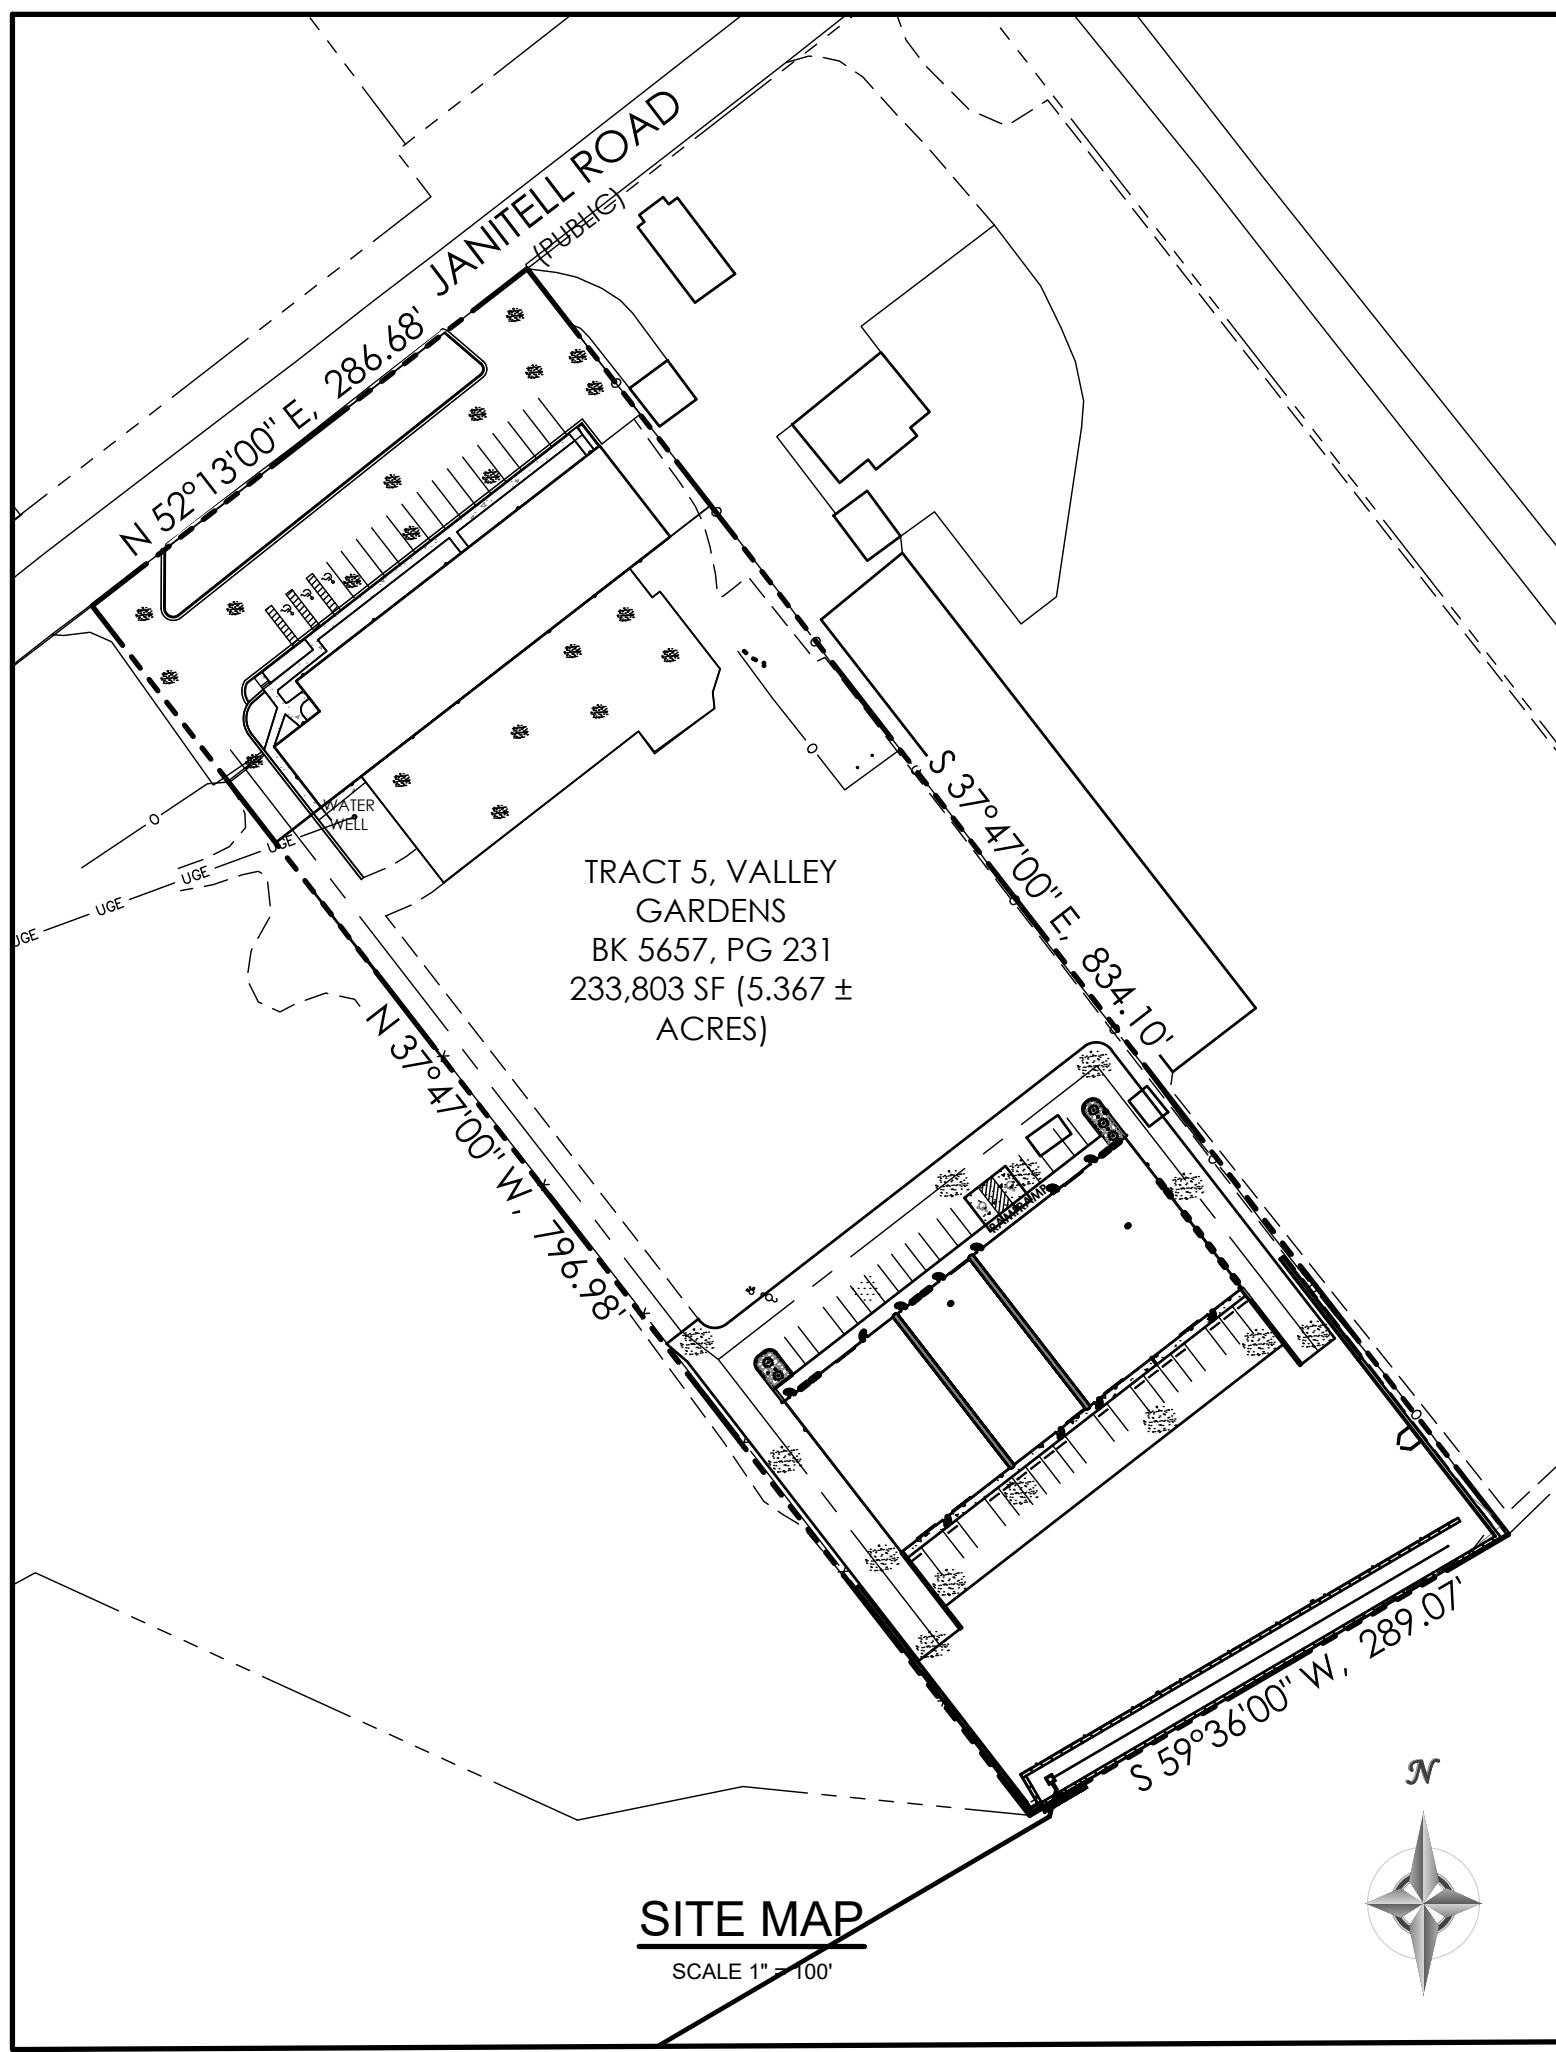 JANITELL ROAD
(PUBLIC)
N 52°13'00" E, 286.68'
WATER
WELL
UGE
UGE
UGE
UGE
TRACT 5, VALLEY
GARDENS
BK 5657, PG 231
233,803 SF (5.367 ±
ACRES)
S 37°47'00" E, 834.10'
N 37°47'00" W, 796.98'
RAMP
RAMP
S 59°36'00" W, 289.07'
N
SITE MAP
SCALE 1" = 100'